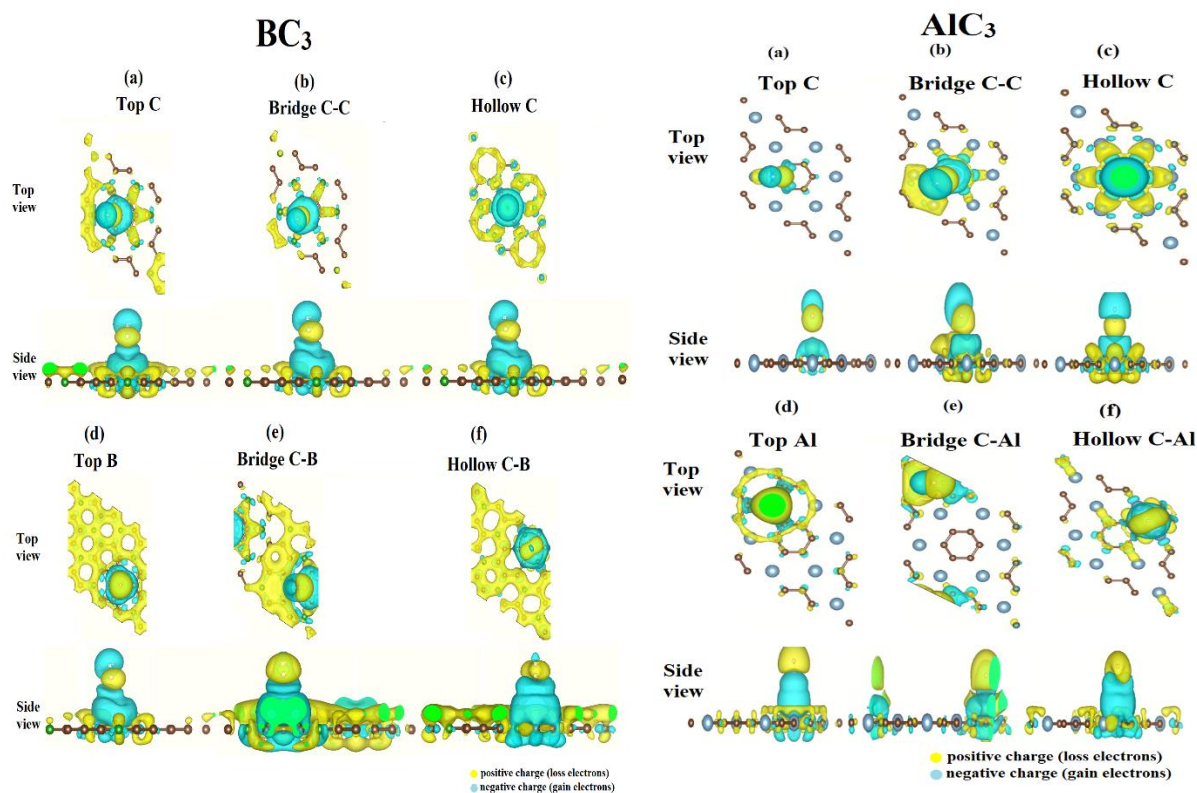 BC₃
(a)
Top C
(b)
Bridge C-C
(c)
Hollow C
Top
view
Side
view
(d)
Top B
(e)
Bridge C-B
(f)
Hollow C-B
Top
view
Side
view
positive charge (loss electrons)
negative charge (gain electrons)
AlC₃
(a)
Top C
(b)
Bridge C-C
(c)
Hollow C
Top
view
Side
view
(d)
Top Al
(e)
Bridge C-Al
(f)
Hollow C-Al
Top
view
Side
view
positive charge (loss electrons)
negative charge (gain electrons)